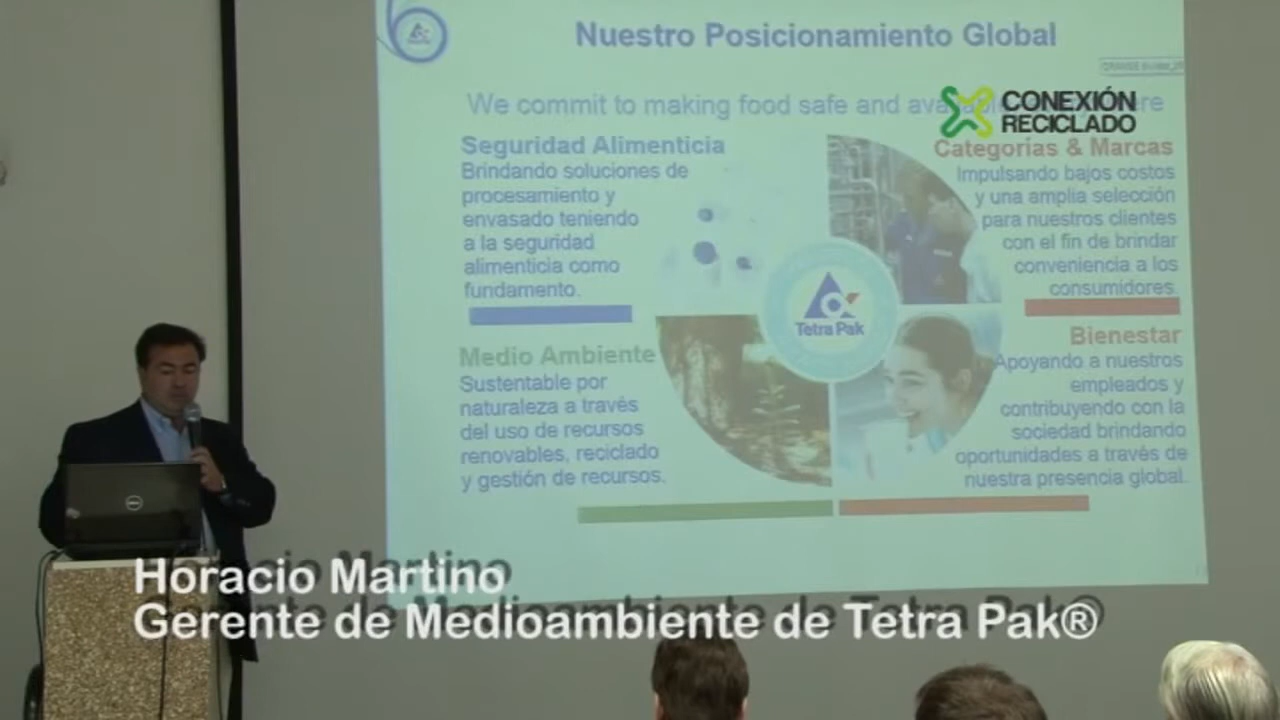 Nuestro Posicionamiento Global
We commit to making food safe and
CONEXIÓN
RECICLADO
Seguridad Alimenticia
Brindando soluciones de
procesamiento y
envasado teniendo
a la seguridad
alimenticia como
fundamento.
Categorías & Marcas
Impulsando bajos costos
y una amplia selección
para nuestros clientes
con el fin de brindar
conveniencia a los
consumidores
Tetra Pak
Medio Ambiente
Sustentable por
naturaleza a través
del uso de recursos
renovables, reciclado
y gestión de recursos.
Bienestar
Apoyando a nuestros
empleados y
contribuyendo con la
sociedad brindando
oportunidades a través de
nuestra presencia global.
DELL
Horacio Martino
Gerente de Medioambiente de Tetra Pak®